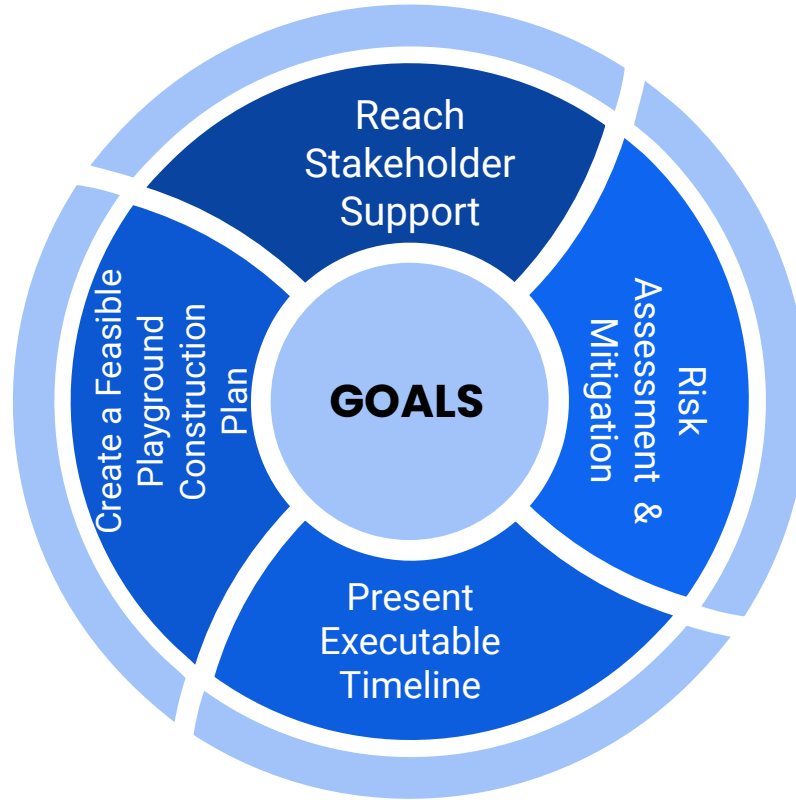 Reach
Stakeholder
Support
Risk
Assessment &
Mitigation
Present
Executable
Timeline
Create a Feasible
Playground
Construction
Plan
GOALS